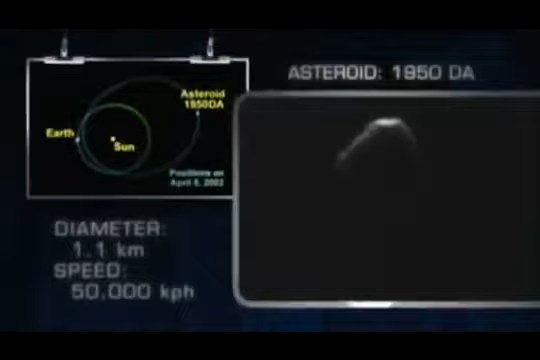 ASTEROID: 1950 DA
Asteroid
1950DA
Earth
Sun
Positions on
April 5, 2002
DIAMETER:
1.1 km
SPEED:
50,000 kph